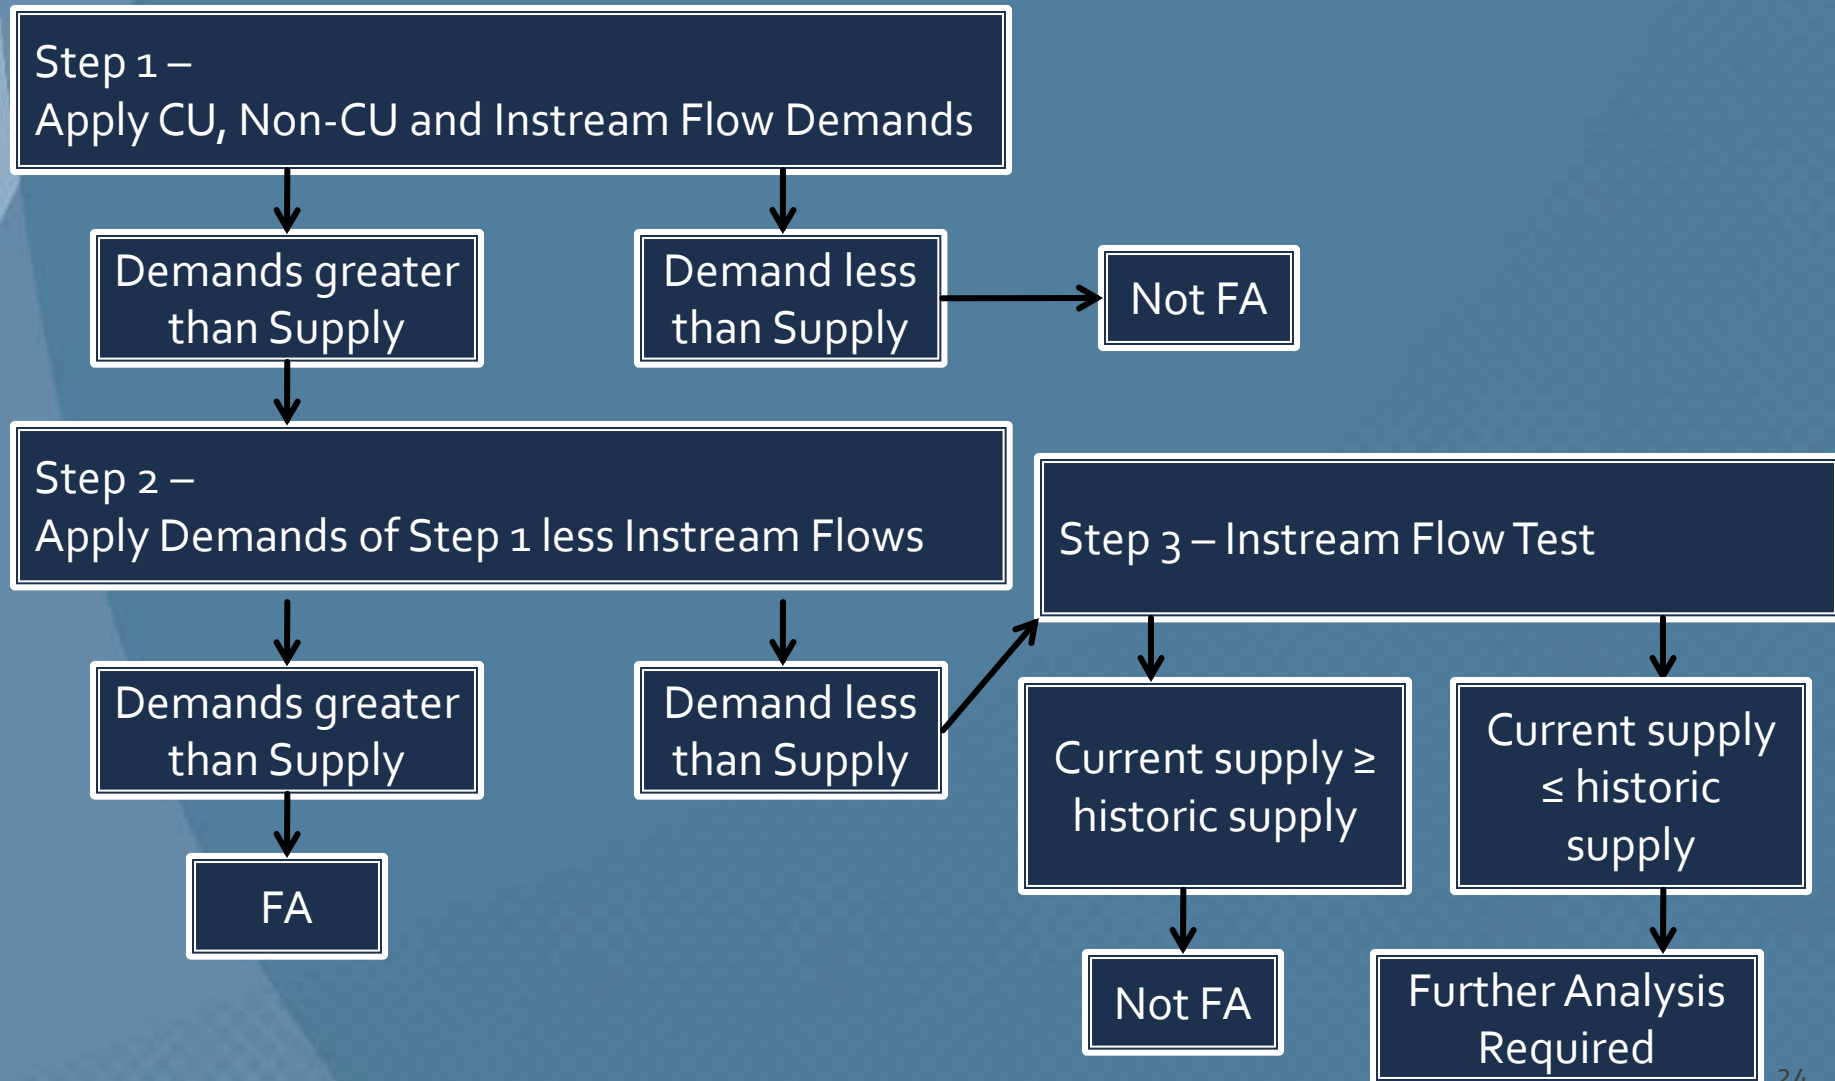 Step 1 –
Apply CU, Non-CU and Instream Flow Demands
Demands greater
than Supply
Demand less
than Supply
Not FA
Step 2 –
Apply Demands of Step 1 less Instream Flows
Step 3 – Instream Flow Test
Demands greater
than Supply
Demand less
than Supply
Current supply ≥
historic supply
Current supply
≤ historic
supply
FA
Not FA
Further Analysis
Required
24